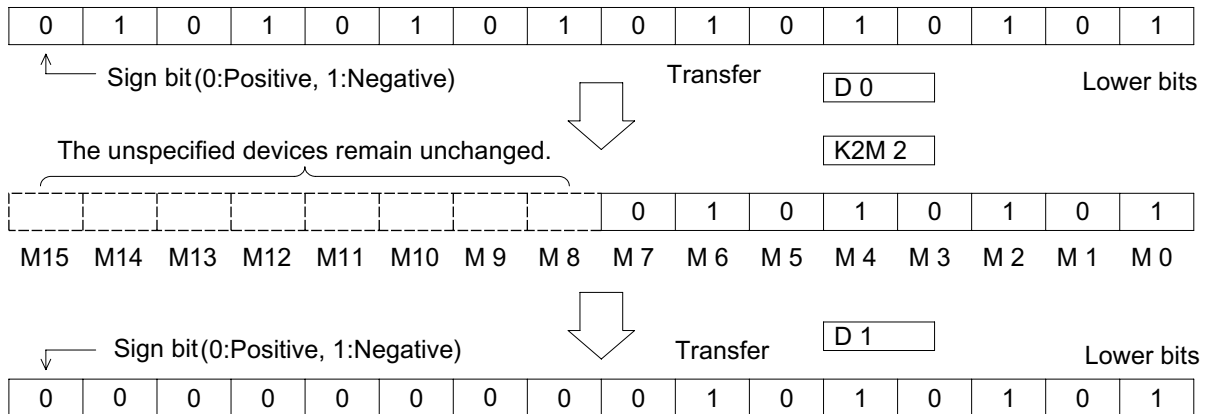 0 1 0 1 0 1 0 1 0 1 0 1 0 1 0 1
Sign bit(0:Positive, 1:Negative) Transfer D 0 Lower bits
The unspecified devices remain unchanged. K2M 2
0 1 0 1 0 1 0 1
M15 M14 M13 M12 M11 M10 M 9 M 8 M 7 M 6 M 5 M 4 M 3 M 2 M 1 M 0
Sign bit(0:Positive, 1:Negative) Transfer D 1 Lower bits
0 0 0 0 0 0 0 0 0 1 0 1 0 1 0 1